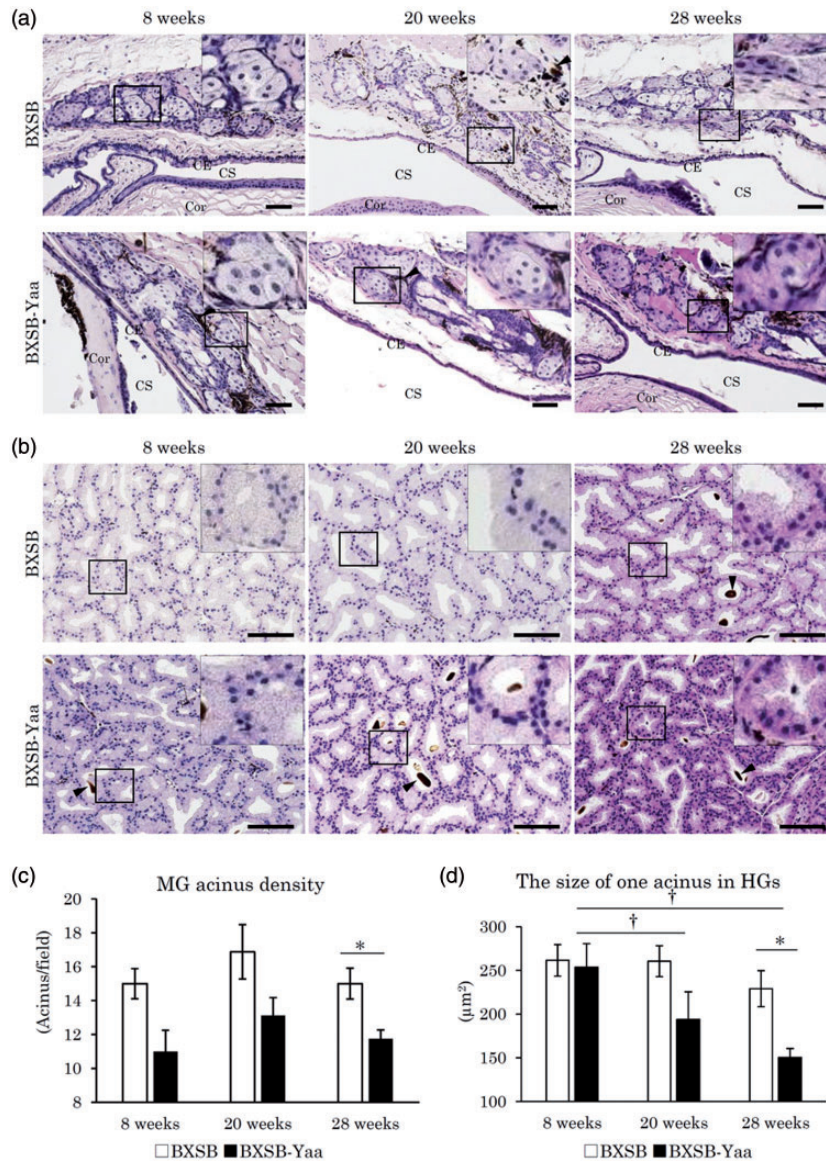 (a)
8 weeks
20 weeks
28 weeks
BXSB
CE
CS
Cor
CE
CS
Cor
CE
CS
Cor
BXSB-Yaa
Cor
CE
CS
CE
CS
CE
CS
Cor
(b)
8 weeks
20 weeks
28 weeks
BXSB
BXSB-Yaa
(c)
MG acinus density
(Acinus/field)
20
18
16
14
12
10
8
*
8 weeks
20 weeks
28 weeks
BXSB
BXSB-Yaa
(d)
The size of one acinus in HGs
(µm²)
300
250
200
150
100
†
†
*
8 weeks
20 weeks
28 weeks
BXSB
BXSB-Yaa